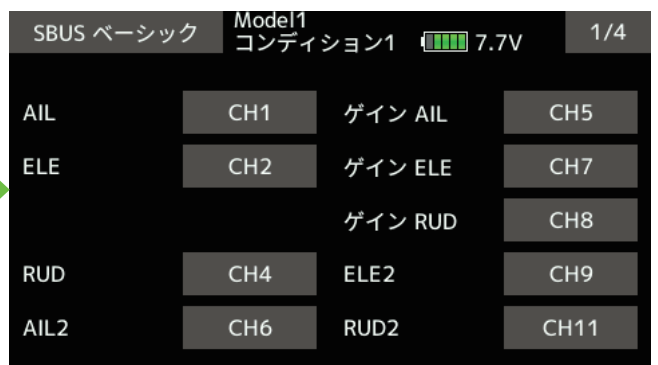 SBUS ベーシック Model1 コンディション1 7.7V 1/4
AIL CH1 ゲイン AIL CH5
ELE CH2 ゲイン ELE CH7
ゲイン RUD CH8
RUD CH4 ELE2 CH9
AIL2 CH6 RUD2 CH11